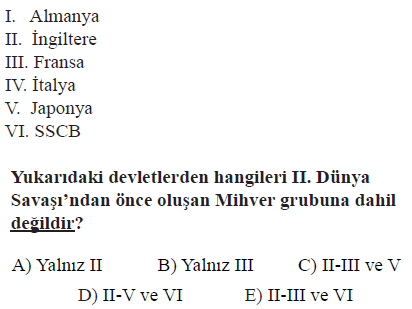 I. Almanya
II. İngiltere
III. Fransa
IV. İtalya
V. Japonya
VI. SSCB
Yukarıdaki devletlerden hangileri II. Dünya
Savaşı’ndan önce oluşan Mihver grubuna dahil
değildir?
A) Yalnız II B) Yalnız III C) II-III ve V
D) II-V ve VI E) II-III ve VI